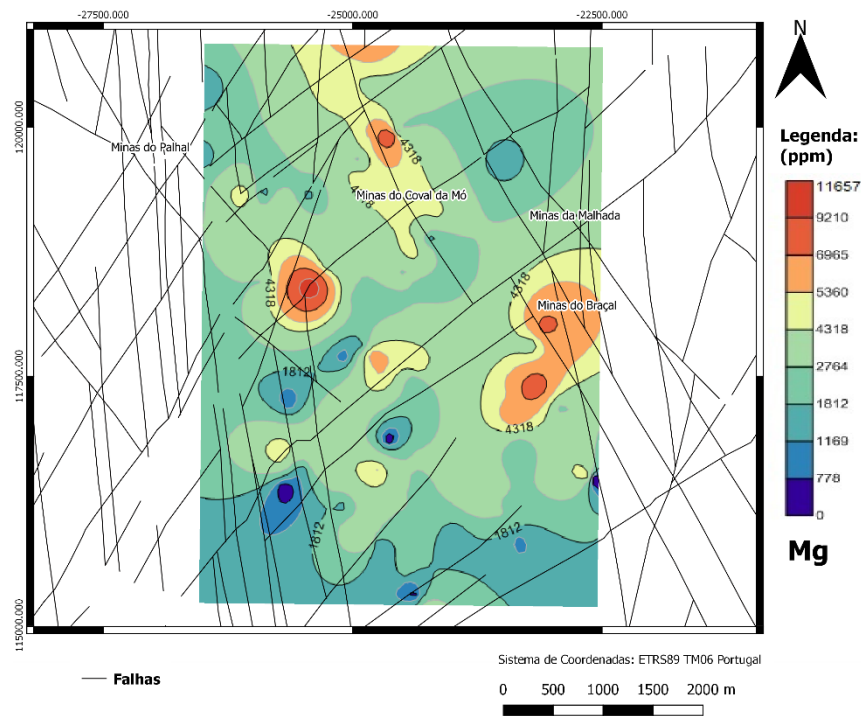 -27500.000
-25000.000
-22500.000
N
120000.000
4318
Minas do Palhal
Legenda:
(ppm)
4318
Minas do Coval da Mó
11657
9210
6965
5360
4318
2764
1812
1169
778
0
Minas da Malhada
4318
4318
Minas do Braçal
117500.000
1812
4318
1812
1812
Mg
115000.000
Sistema de Coordenadas: ETRS89 TM06 Portugal
Falhas
0 500 1000 1500 2000 m